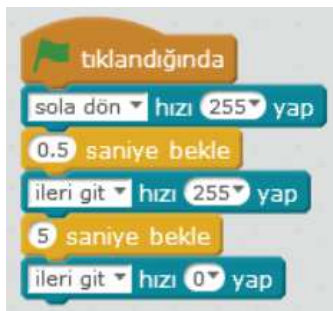 tıklandığında
sola dön hızı 255 yap
0.5 saniye bekle
ileri git hızı 255 yap
5 saniye bekle
ileri git hızı 0 yap